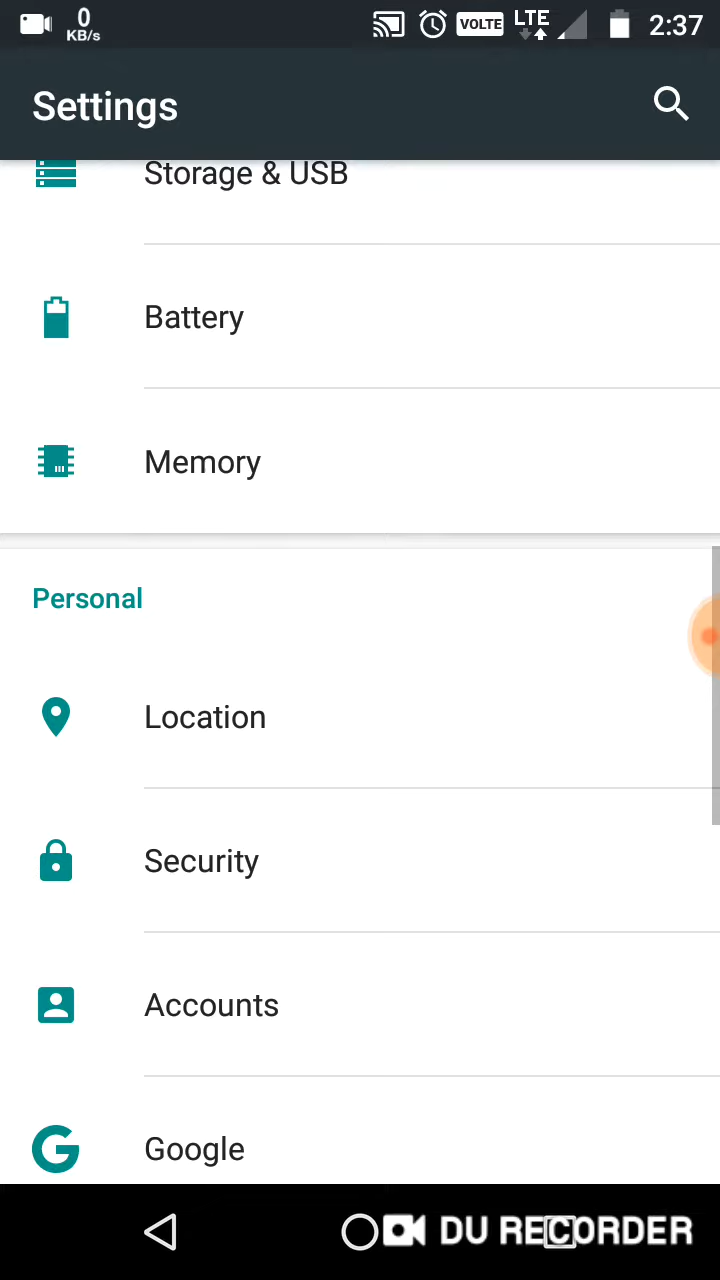 0
KB/s
VOLTE
LTE
2:37
Settings
Storage & USB
Battery
Memory
Personal
Location
Security
Accounts
Google
DU RECORDER